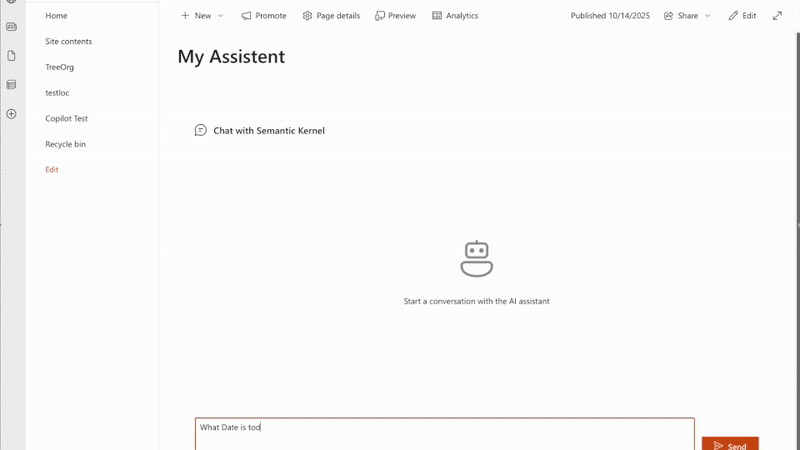 Home
Site contents
TreeOrg
testloc
Copilot Test
Recycle bin
Edit
New Promote Page details Preview Analytics Published 10/14/2025 Share Edit
My Assistent
Chat with Semantic Kernel
Start a conversation with the AI assistant
What Date is tod
Send